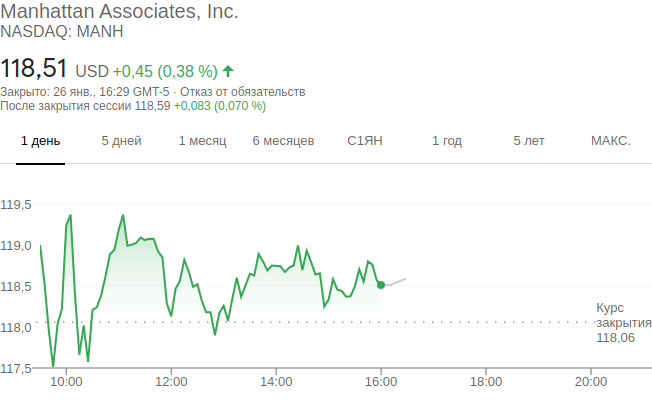 Manhattan Associates, Inc.
NASDAQ: MANH
118,51 USD +0,45 (0,38 %)
Закрыто: 26 янв., 16:29 GMT-5 · Отказ от обязательств
После закрытия сессии 118,59 +0,083 (0,070 %)
1 день 5 дней 1 месяц 6 месяцев С1ЯН 1 год 5 лет МАКС.
119,5
119,0
118,5
118,0
117,5
Курс
закрытия
118,06
10:00 12:00 14:00 16:00 18:00 20:00